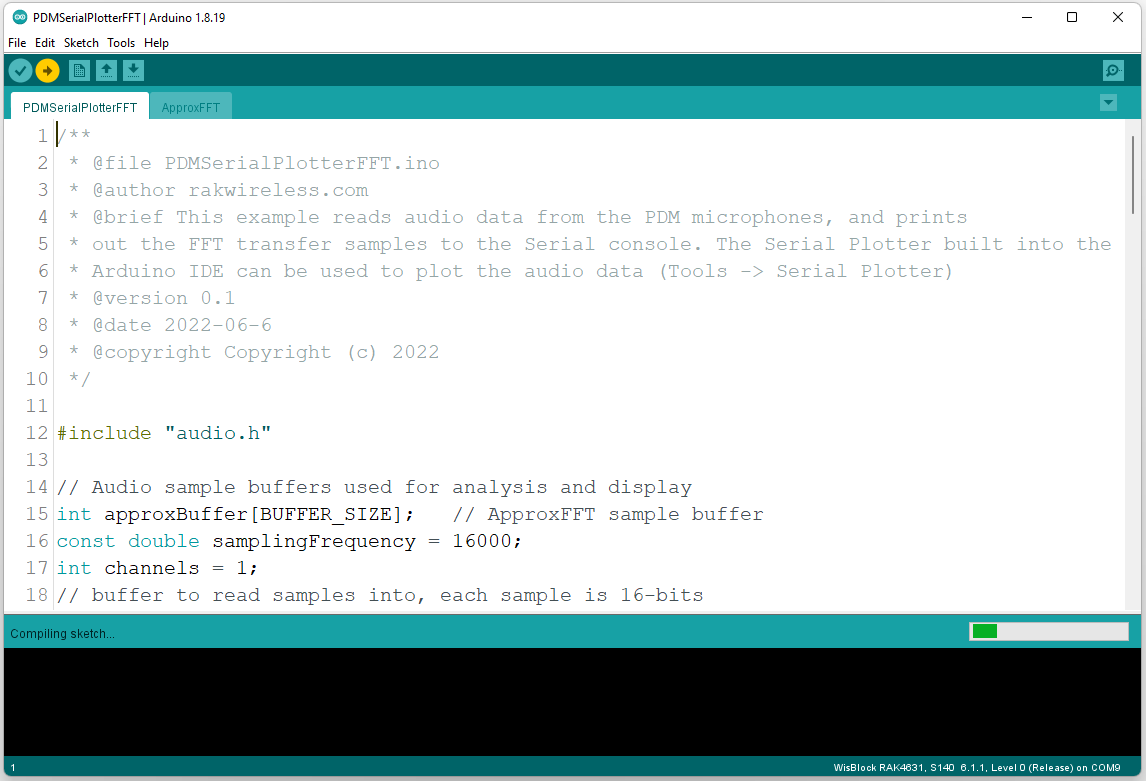 PDMSerialPlotterFFT | Arduino 1.8.19
File Edit Sketch Tools Help
PDMSerialPlotterFFT ApproxFFT
1 /**
2  * @file PDMSerialPlotterFFT.ino
3  * @author rakwireless.com
4  * @brief This example reads audio data from the PDM microphones, and prints
5  * out the FFT transfer samples to the Serial console. The Serial Plotter built into the
6  * Arduino IDE can be used to plot the audio data (Tools -> Serial Plotter)
7  * @version 0.1
8  * @date 2022-06-6
9  * @copyright Copyright (c) 2022
10  */
11
12 #include "audio.h"
13
14 // Audio sample buffers used for analysis and display
15 int approxBuffer[BUFFER_SIZE];   // ApproxFFT sample buffer
16 const double samplingFrequency = 16000;
17 int channels = 1;
18 // buffer to read samples into, each sample is 16-bits
Compiling sketch...
1 WisBlock RAK4631, S140 6.1.1, Level 0 (Release) on COM9